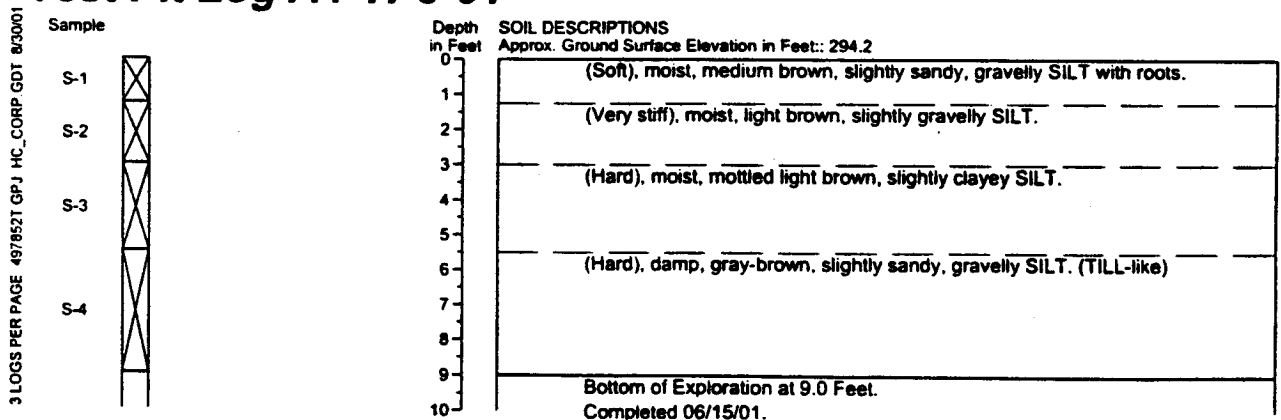 Sample
Depth in Feet
SOIL DESCRIPTIONS
Approx. Ground Surface Elevation in Feet:: 294.2
0
(Soft), moist, medium brown, slightly sandy, gravelly SILT with roots.
S-1
1
(Very stiff), moist, light brown, slightly gravelly SILT.
S-2
2
3
(Hard), moist, mottled light brown, slightly clayey SILT.
S-3
4
5
(Hard), damp, gray-brown, slightly sandy, gravelly SILT. (TILL-like)
6
S-4
7
8
9
Bottom of Exploration at 9.0 Feet.
10
Completed 06/15/01.
3 LOGS PER PAGE 497852T GPJ HC_CORP.GDT 8/30/01